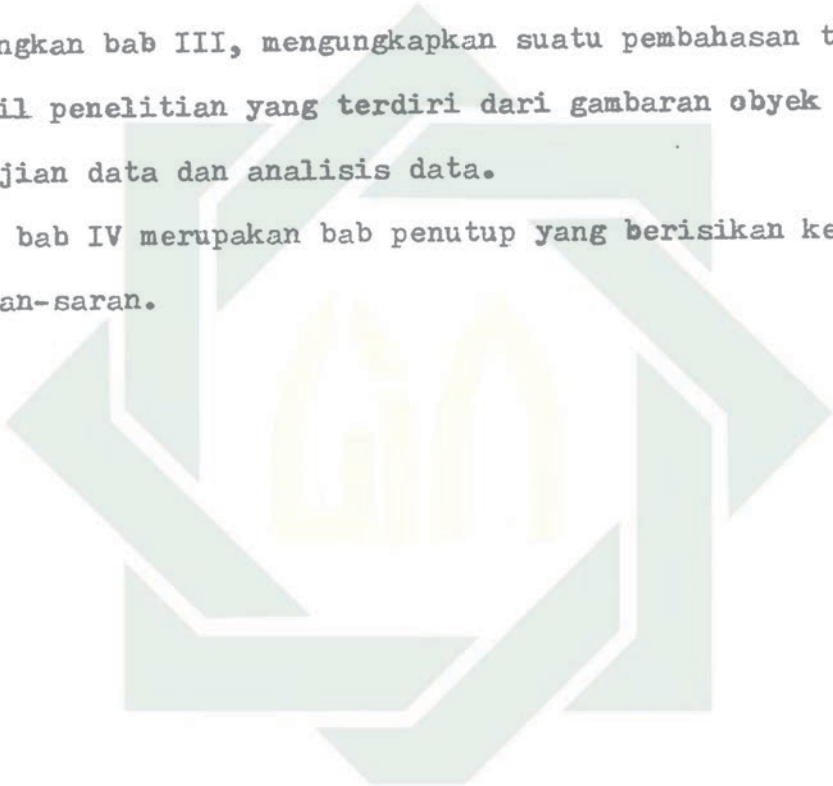 ngkan bab III, mengungkapkan suatu pembahasan t
il penelitian yang terdiri dari gambaran obyek
jian data dan analisis data.
bab IV merupakan bab penutup yang berisikan ke
an-saran.